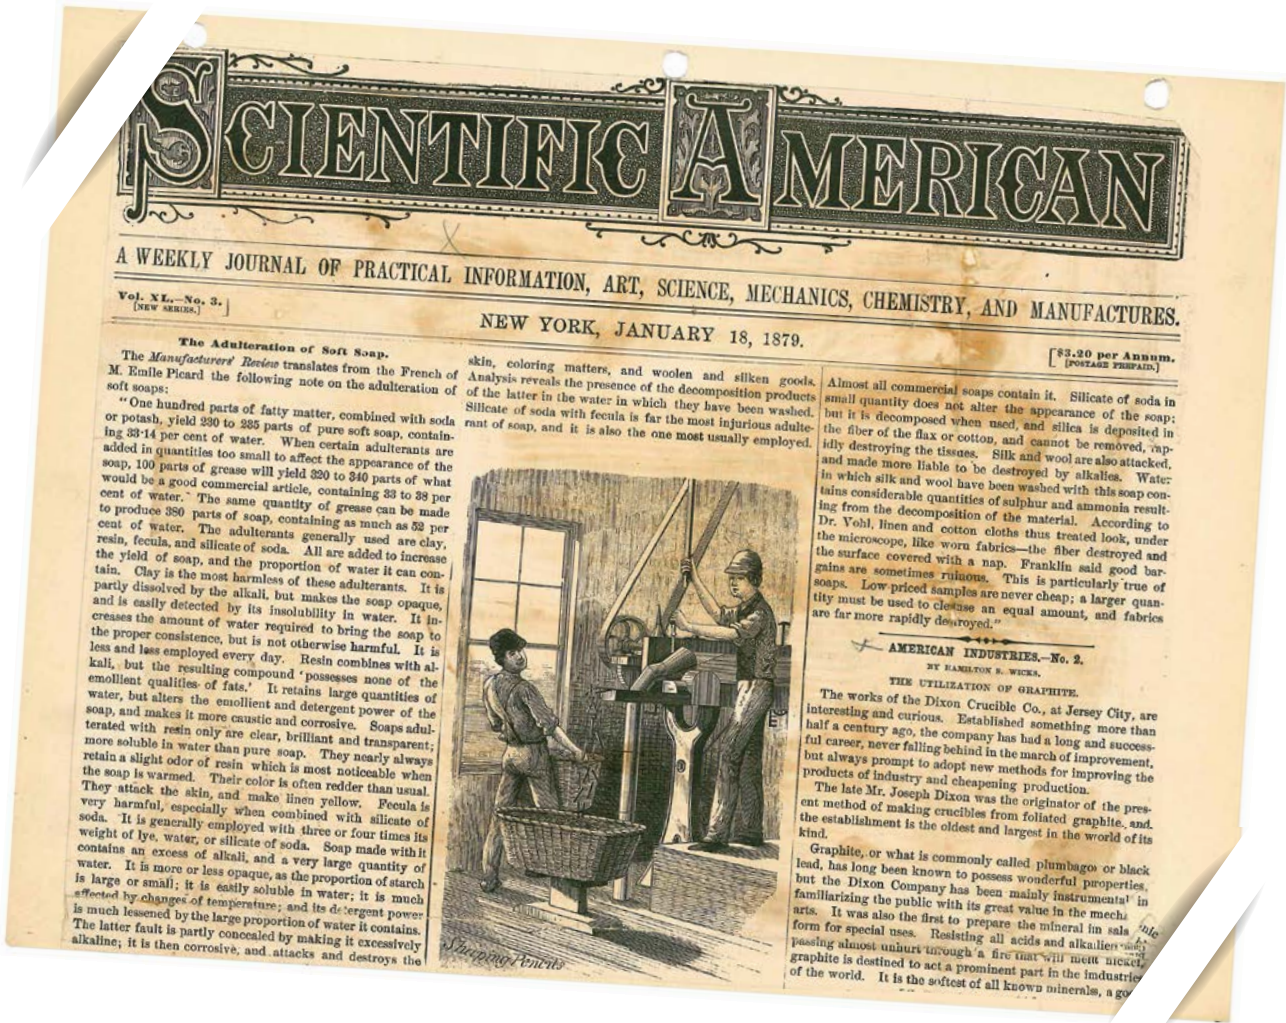 SCIENTIFIC AMERICAN
A WEEKLY JOURNAL OF PRACTICAL INFORMATION, ART, SCIENCE, MECHANICS, CHEMISTRY, AND MANUFACTURES.
Vol. XL.—No. 3.
[NEW SERIES.]
NEW YORK, JANUARY 18, 1879.
[$3.20 per Annum.
[POSTAGE PREPAID.]
The Adulteration of Soft Soap.
The Manufacturers' Review translates from the French of
M. Emile Picard the following note on the adulteration of
soft soaps:
"One hundred parts of fatty matter, combined with soda
or potash, yield 230 to 235 parts of pure soft soap, contain-
ing 33·14 per cent of water. When certain adulterants are
added in quantities too small to affect the appearance of the
soap, 100 parts of grease will yield 320 to 340 parts of what
would be a good commercial article, containing 33 to 38 per
cent of water. The same quantity of grease can be made
to produce 380 parts of soap, containing as much as 52 per
cent of water. The adulterants generally used are clay,
resin, fecula, and silicate of soda. All are added to increase
the yield of soap, and the proportion of water it can con-
tain. Clay is the most harmless of these adulterants. It is
partly dissolved by the alkali, but makes the soap opaque,
and is easily detected by its insolubility in water. It in-
creases the amount of water required to bring the soap to
the proper consistence, but is not otherwise harmful. It is
less and less employed every day. Resin combines with al-
kali, but the resulting compound 'possesses none of the
emollient qualities of fats.' It retains large quantities of
water, but alters the emollient and detergent power of the
soap, and makes it more caustic and corrosive. Soaps adul-
terated with resin only are clear, brilliant and transparent;
more soluble in water than pure soap. They nearly always
retain a slight odor of resin which is most noticeable when
the soap is warmed. Their color is often redder than usual.
They attack the skin, and make linen yellow. Fecula is
very harmful, especially when combined with silicate of
soda. It is generally employed with three or four times its
weight of lye, water, or silicate of soda. Soap made with it
contains an excess of alkali, and a very large quantity of
water. It is more or less opaque, as the proportion of starch
is large or small; it is easily soluble in water; it is much
effected by changes of temperature; and its detergent power
is much lessened by the large proportion of water it contains.
The latter fault is partly concealed by making it excessively
alkaline; it is then corrosive, and attacks and destroys the
skin, coloring matters, and woolen and silken goods.
Analysis reveals the presence of the decomposition products
of the latter in the water in which they have been washed.
Silicate of soda with fecula is far the most injurious adulte-
rant of soap, and it is also the one most usually employed.
Shaping Pencils
Almost all commercial soaps contain it. Silicate of soda in
small quantity does not alter the appearance of the soap;
but it is decomposed when used, and silica is deposited in
the fiber of the flax or cotton, and cannot be removed, rap-
idly destroying the tissues. Silk and wool are also attacked,
and made more liable to be destroyed by alkalies. Water
in which silk and wool have been washed with this soap con-
tains considerable quantities of sulphur and ammonia result-
ing from the decomposition of the material. According to
Dr. Vohl, linen and cotton cloths thus treated look, under
the microscope, like worn fabrics—the fiber destroyed and
the surface covered with a nap. Franklin said good bar-
gains are sometimes ruinous. This is particularly true of
soaps. Low-priced samples are never cheap; a larger quan-
tity must be used to cleanse an equal amount, and fabrics
are far more rapidly destroyed."
AMERICAN INDUSTRIES.—No. 2.
BY HAMILTON S. WICKS.
THE UTILIZATION OF GRAPHITE.
The works of the Dixon Crucible Co., at Jersey City, are
interesting and curious. Established something more than
half a century ago, the company has had a long and success-
ful career, never falling behind in the march of improvement,
but always prompt to adopt new methods for improving the
products of industry and cheapening production.
The late Mr. Joseph Dixon was the originator of the pres-
ent method of making crucibles from foliated graphite, and
the establishment is the oldest and largest in the world of its
kind.
Graphite, or what is commonly called plumbago or black
lead, has long been known to possess wonderful properties,
but the Dixon Company has been mainly instrumental in
familiarizing the public with its great value in the mech
arts. It was also the first to prepare the mineral in
form for special uses. Resisting all acids and alkalies
passing almost unhurt through a fire that will melt nickel,
graphite is destined to act a prominent part in the industries
of the world. It is the softest of all known minerals, a